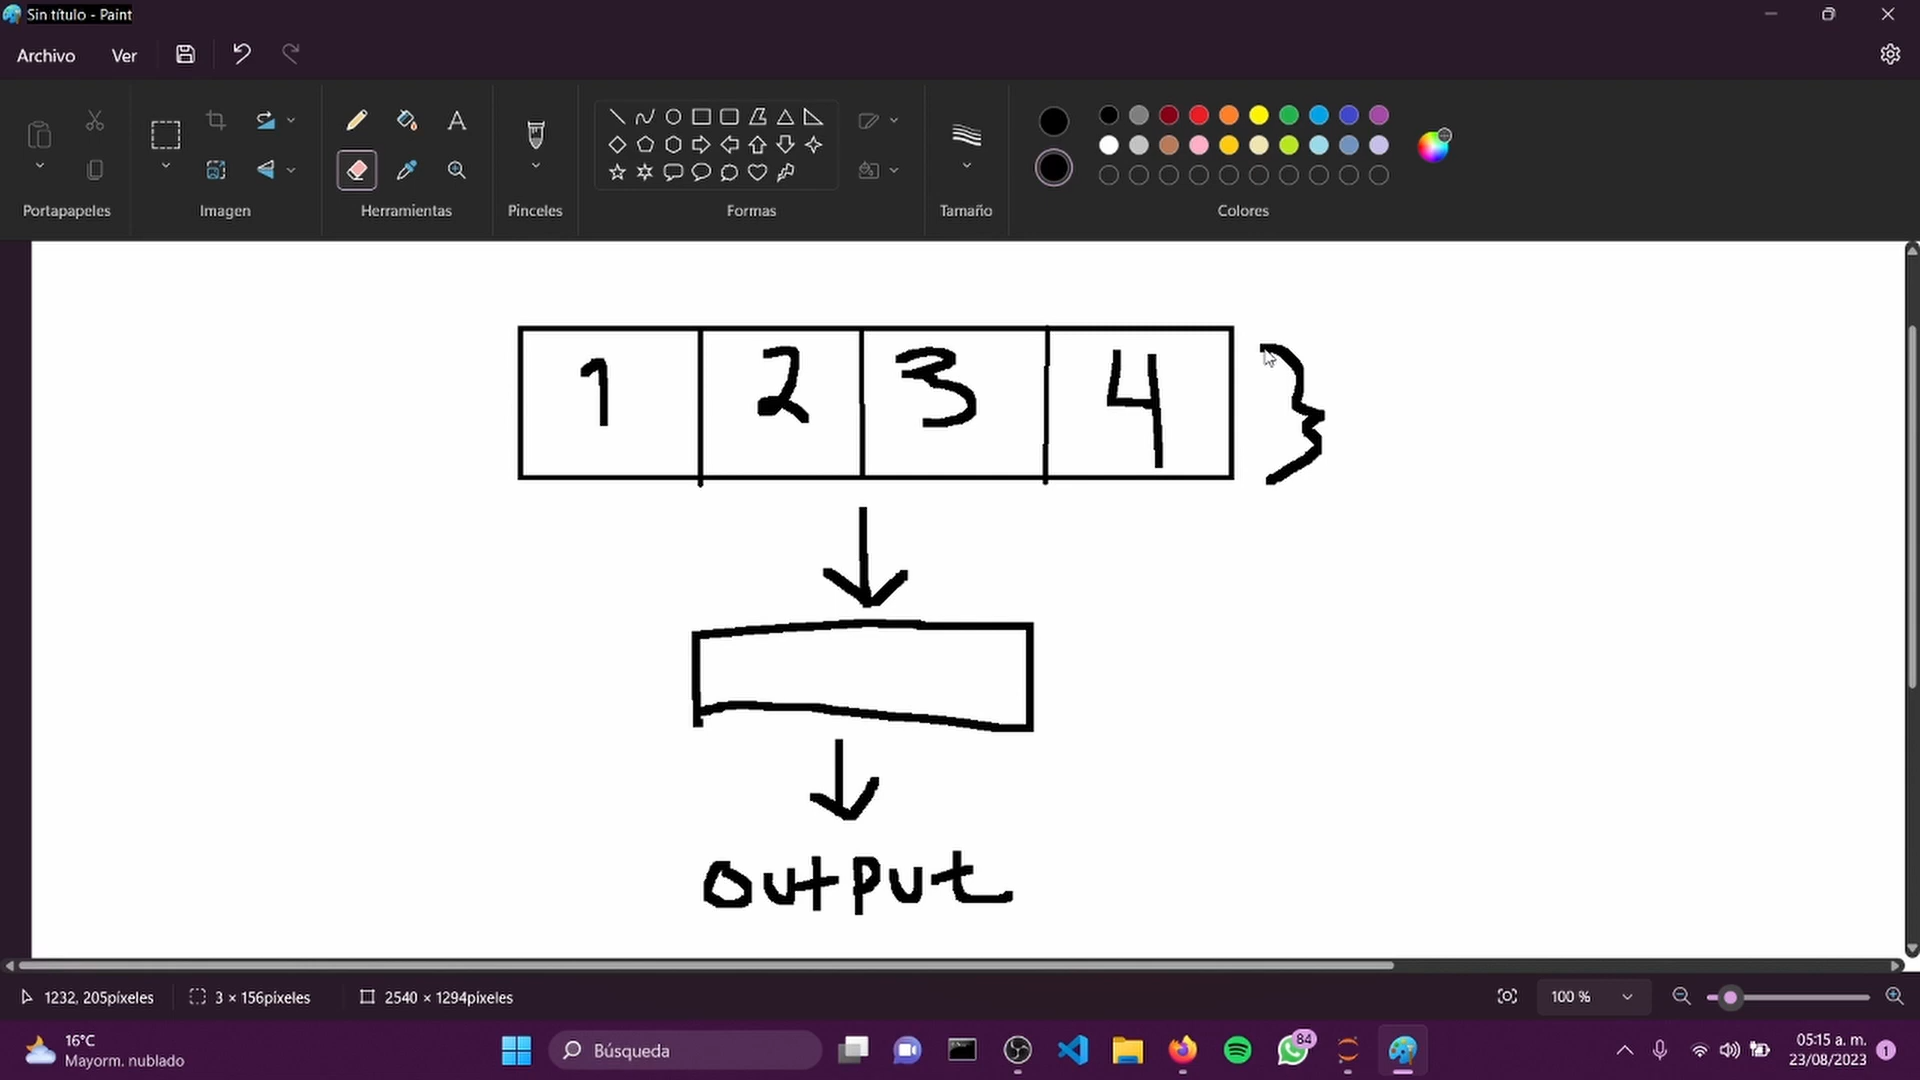 Sin título - Paint
Archivo Ver
Portapapeles Imagen Herramientas Pinceles Formas Tamaño Colores
1 2 3 4
output
1232, 205píxeles 3 × 156píxeles 2540 × 1294píxeles 100 %
16°C
Mayorm. nublado
Búsqueda
84
05:15 a. m.
23/08/2023
1